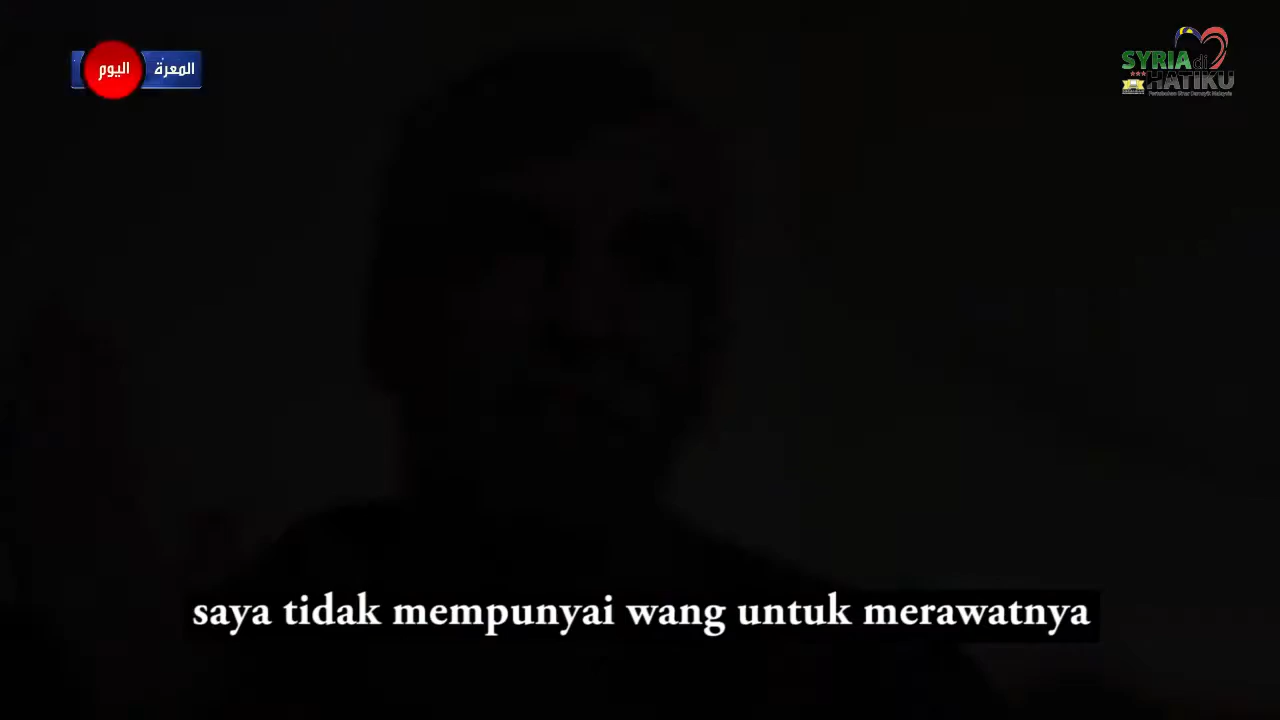 المعرة اليوم
SYRIA di
HATIKU
saya tidak mempunyai wang untuk merawatnya